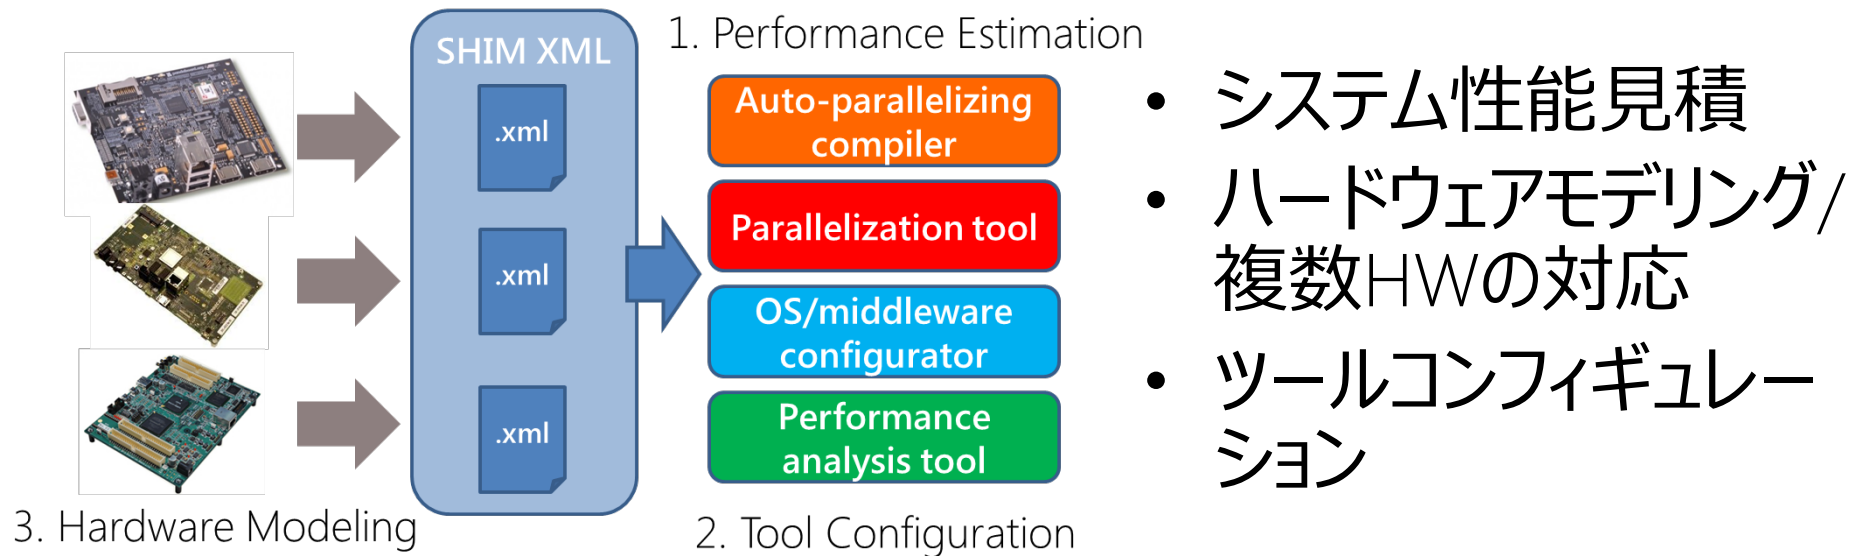 SHIM XML
.xml
.xml
.xml
3. Hardware Modeling
1. Performance Estimation
Auto-parallelizing
compiler
Parallelization tool
OS/middleware
configurator
Performance
analysis tool
2. Tool Configuration
• システム性能見積
• ハードウェアモデリング/
複数HWの対応
• ツールコンフィギュレー
ション